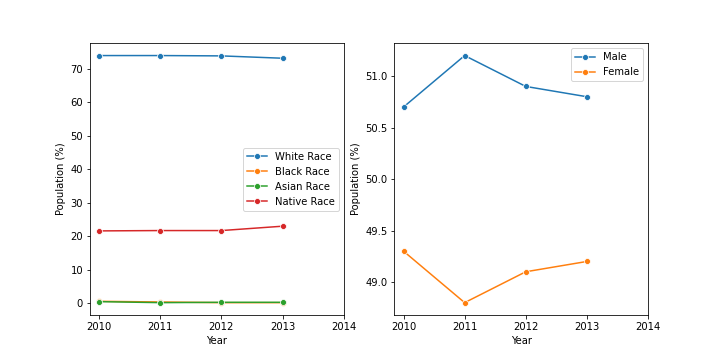 70
60
50
40
30
20
10
0
Population (%)
2010 2011 2012 2013 2014
Year
White Race
Black Race
Asian Race
Native Race
51.0
50.5
50.0
49.5
49.0
Population (%)
2010 2011 2012 2013 2014
Year
Male
Female